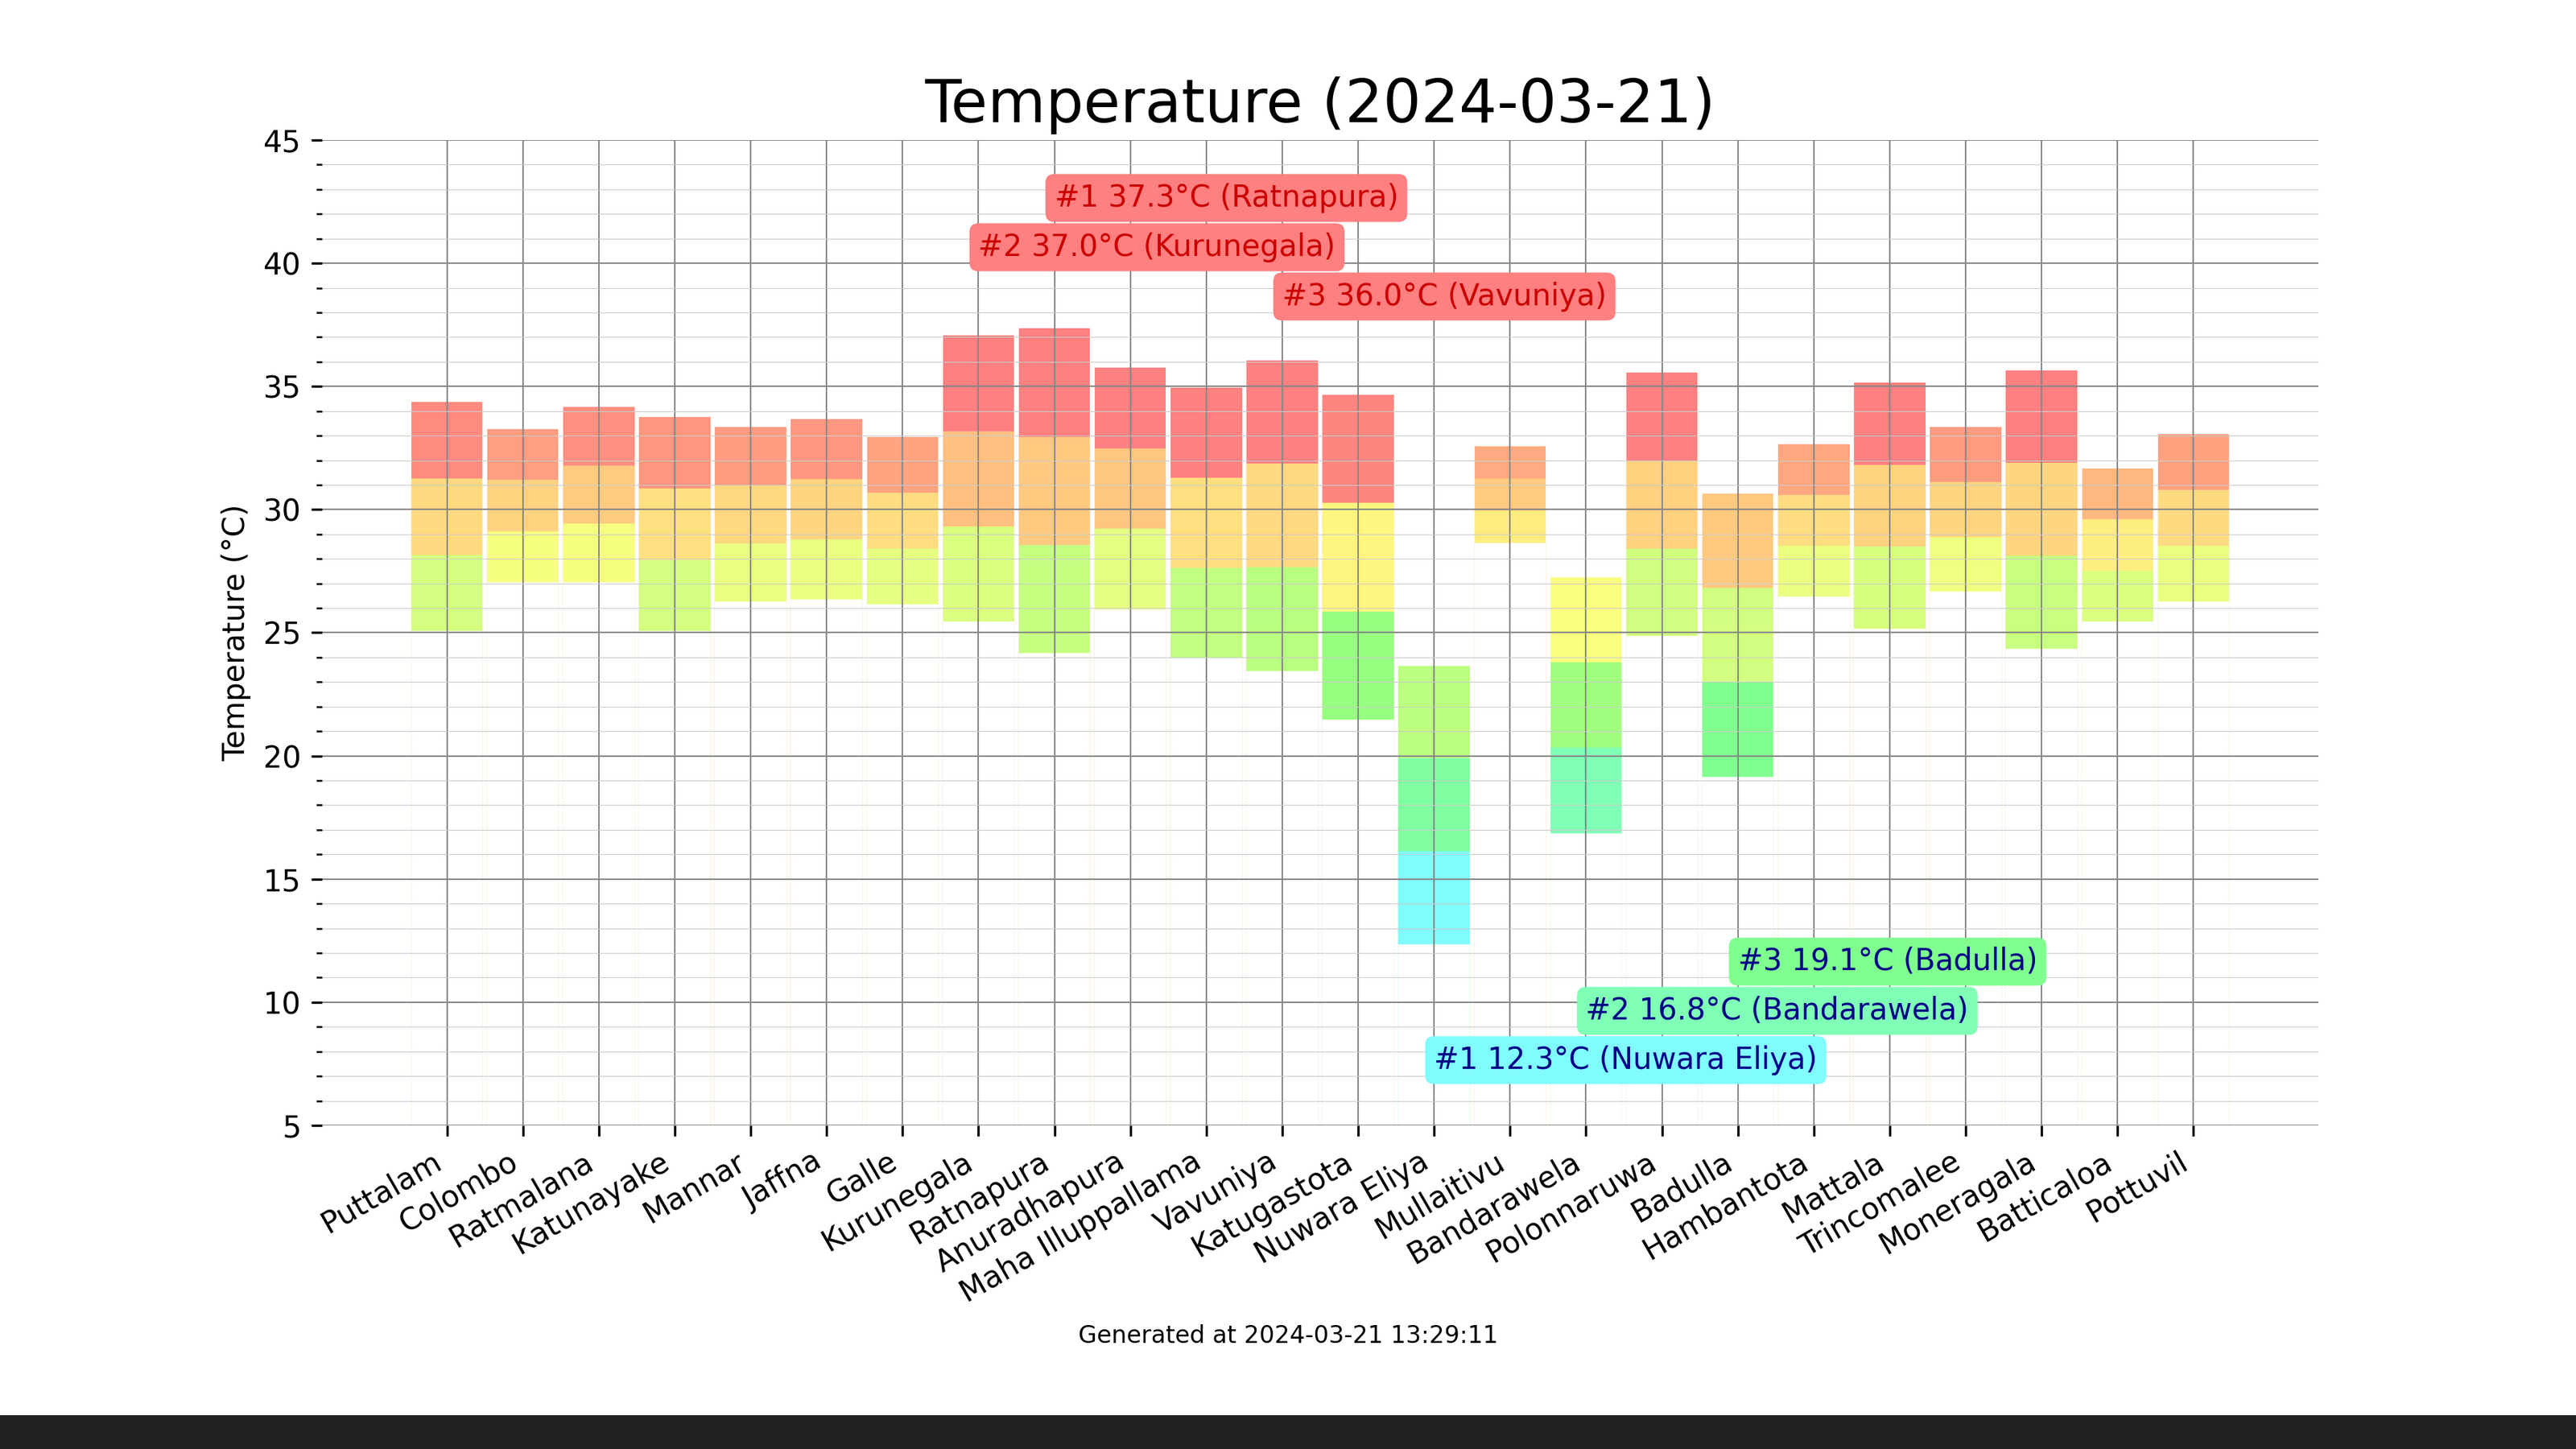 Temperature (2024-03-21)
45
40
35
30
25
20
15
10
5
Temperature (°C)
#1 37.3°C (Ratnapura)
#2 37.0°C (Kurunegala)
#3 36.0°C (Vavuniya)
#3 19.1°C (Badulla)
#2 16.8°C (Bandarawela)
#1 12.3°C (Nuwara Eliya)
Puttalam
Colombo
Ratmalana
Katunayake
Mannar
Jaffna
Galle
Kurunegala
Ratnapura
Anuradhapura
Maha Illuppallama
Vavuniya
Katugastota
Nuwara Eliya
Mullaitivu
Bandarawela
Polonnaruwa
Badulla
Hambantota
Mattala
Trincomalee
Moneragala
Batticaloa
Pottuvil
Generated at 2024-03-21 13:29:11